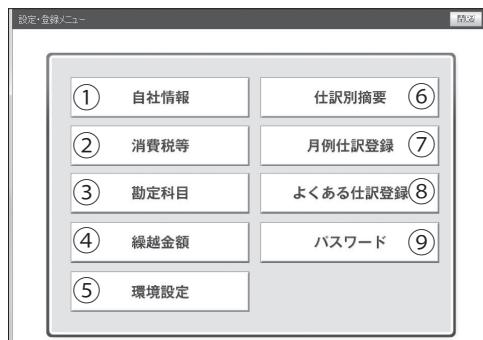 設定・登録メニュー
閉じる
① 自社情報
② 消費税等
③ 勘定科目
④ 繰越金額
⑤ 環境設定
仕訳別摘要 ⑥
月例仕訳登録 ⑦
よくある仕訳登録 ⑧
パスワード ⑨